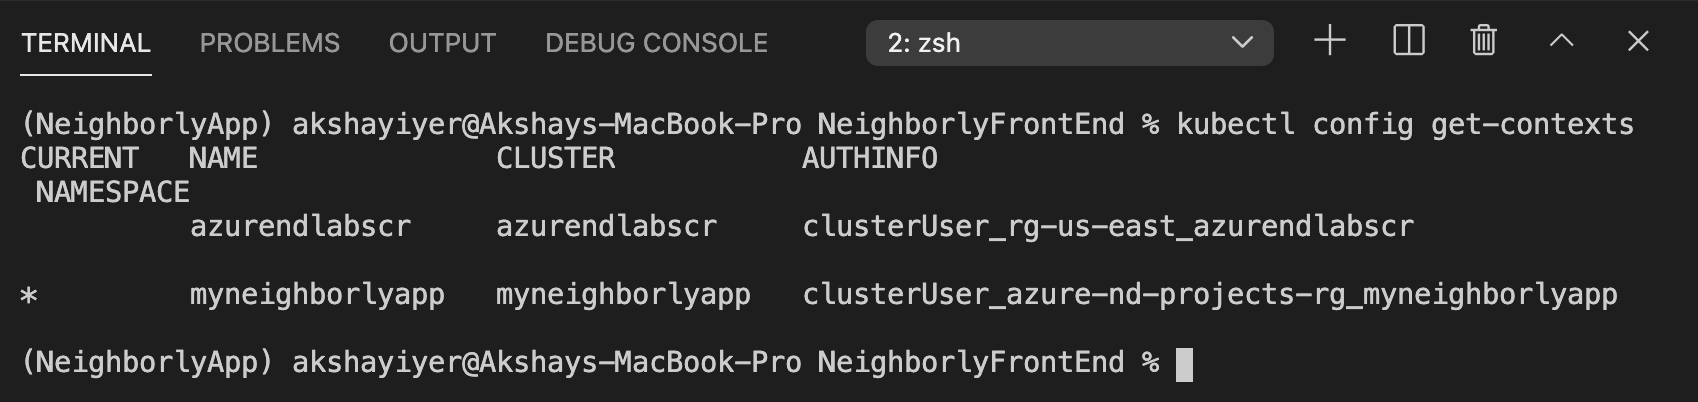 TERMINAL PROBLEMS OUTPUT DEBUG CONSOLE 2: zsh
(NeighborlyApp) akshayiyer@Akshays-MacBook-Pro NeighborlyFrontEnd % kubectl config get-contexts
CURRENT NAME CLUSTER AUTHINFO
NAMESPACE
azurendlabscr azurendlabscr clusterUser_rg-us-east_azurendlabscr
* myneighborlyapp myneighborlyapp clusterUser_azure-nd-projects-rg_myneighborlyapp
(NeighborlyApp) akshayiyer@Akshays-MacBook-Pro NeighborlyFrontEnd %